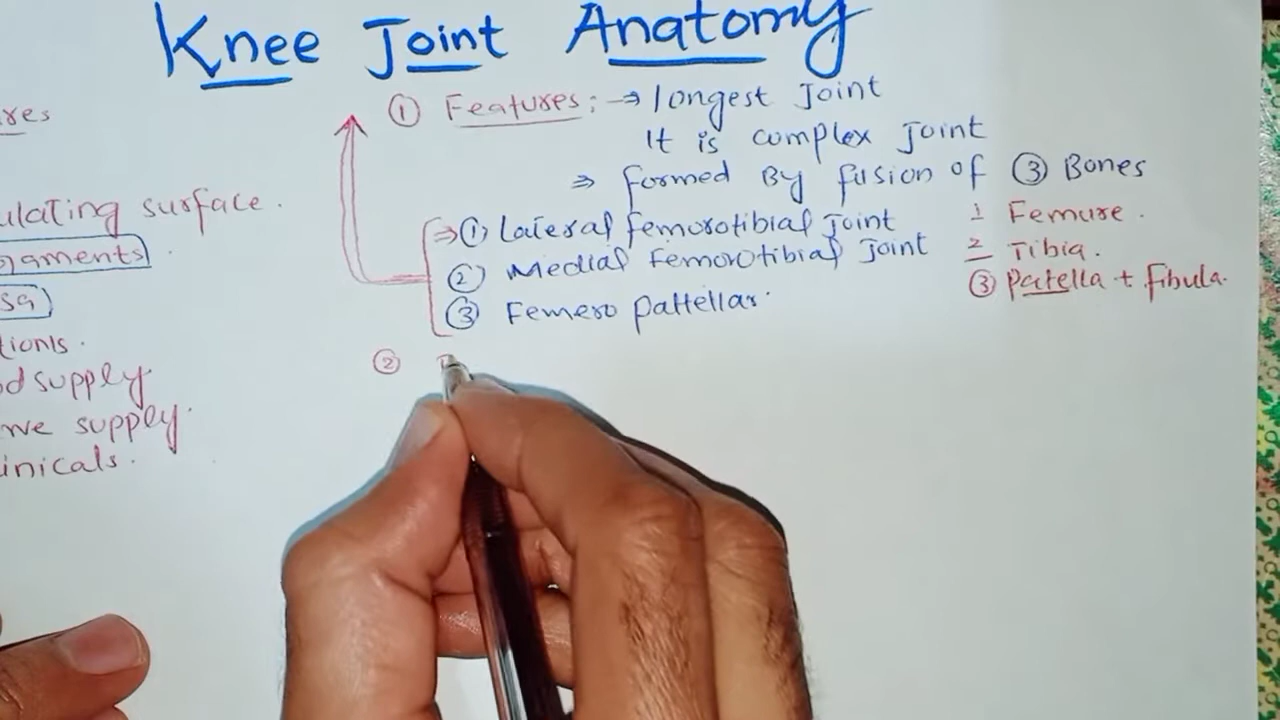 Knee Joint Anatomy
res
ulating surface.
gaments
sa
tions.
d supply
ve supply
inicals.
① Features: → longest Joint
It is complex Joint
⇒ formed By fusion of ③ Bones
⇒ ① Lateral femorotibial Joint
② Medial Femorotibial Joint
③ Femero pattellar.
1 Femure.
2 Tibia.
③ Patella + fibula.
②